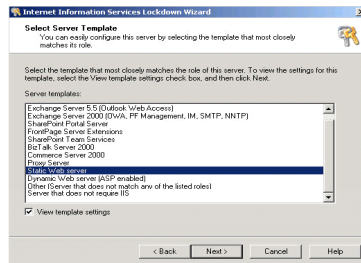 Internet Information Services Lockdown Wizard
Select Server Template
You can easily configure this server by selecting the template that most closely
matches its role.
Select the template that most closely matches the role of this server. To view the settings for this
template, select the View template settings check box, and then click Next.
Server templates:
Exchange Server 5.5 (Outlook Web Access)
Exchange Server 2000 (OWA, PF Management, IM, SMTP, NNTP)
SharePoint Portal Server
FrontPage Server Extensions
SharePoint Team Services
BizTalk Server 2000
Commerce Server 2000
Proxy Server
Static Web server
Dynamic Web server (ASP enabled)
Other (Server that does not match any of the listed roles)
Server that does not require IIS
View template settings
< Back
Next >
Cancel
Help